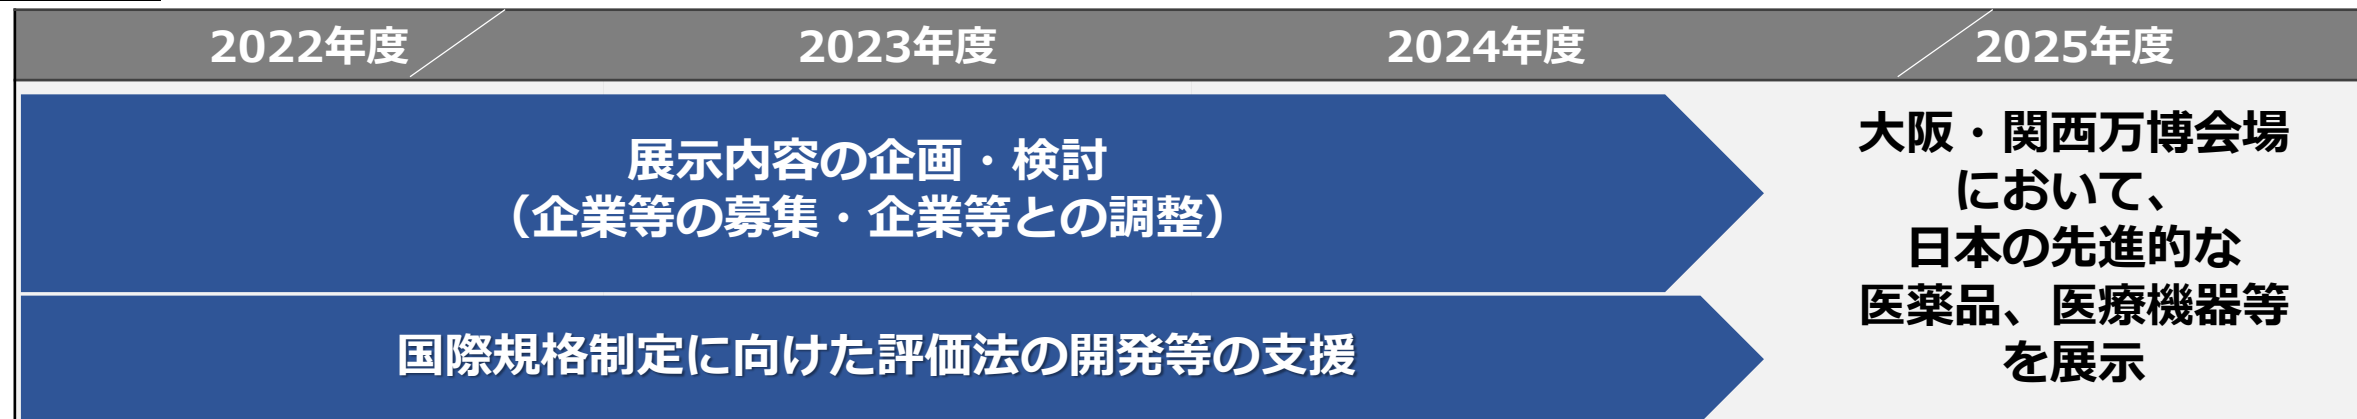 2022年度 2023年度 2024年度 2025年度
展示内容の企画・検討
（企業等の募集・企業等との調整）
国際規格制定に向けた評価法の開発等の支援
大阪・関西万博会場
において、
日本の先進的な
医薬品、医療機器等
を展示